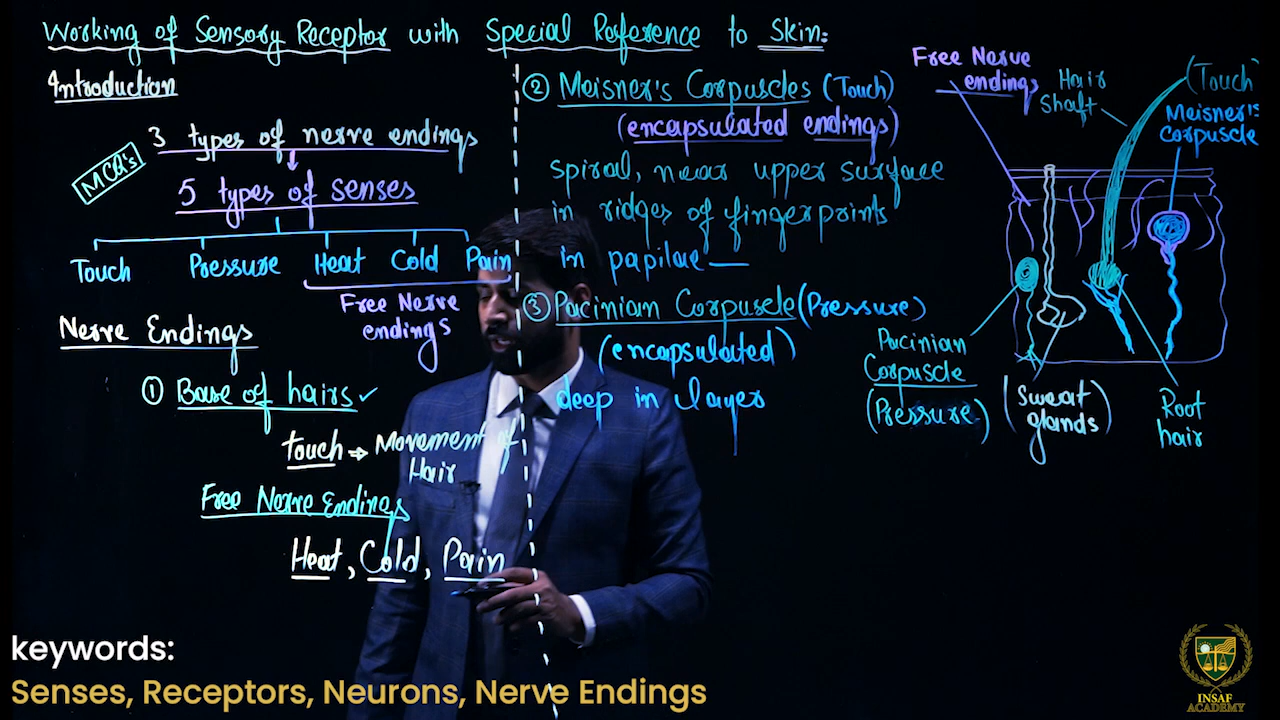 Working of Sensory Receptor with Special Reference to Skin:
Introduction
3 types of nerve endings
MCQ's
5 types of senses
Touch Pressure Heat Cold Pain
Free Nerve
endings
Nerve Endings
① Base of hairs ✓
touch ⇒ Movement of
Hair
Free Nerve Endings
Heat, Cold, Pain
② Meisner's Corpuscles (Touch)
(encapsulated endings)
spiral, near upper surface
in ridges of fingerprints
in papilae —
③ Pacinian Corpuscle (Pressure)
(encapsulated)
deep in layer
Free Nerve
endings
Hair
Shaft
(Touch
Meisner's
corpuscle
Pacinian
Corpuscle
(Pressure)
(Sweat
glands)
Root
hair
keywords:
Senses, Receptors, Neurons, Nerve Endings
INSAF
ACADEMY